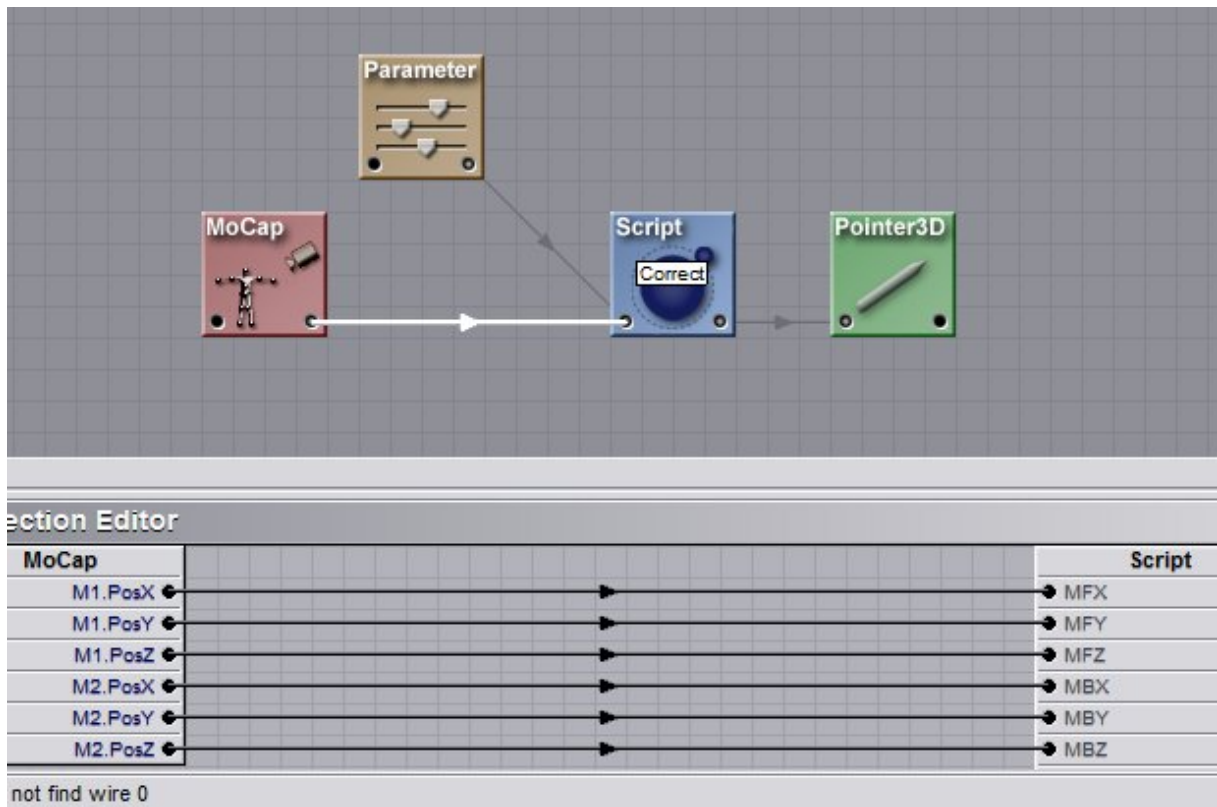 Parameter
MoCap
Script
Pointer3D
Correct
ection Editor
MoCap
Script
M1.PosX
MFX
M1.PosY
MFY
M1.PosZ
MFZ
M2.PosX
MBX
M2.PosY
MBY
M2.PosZ
MBZ
not find wire 0